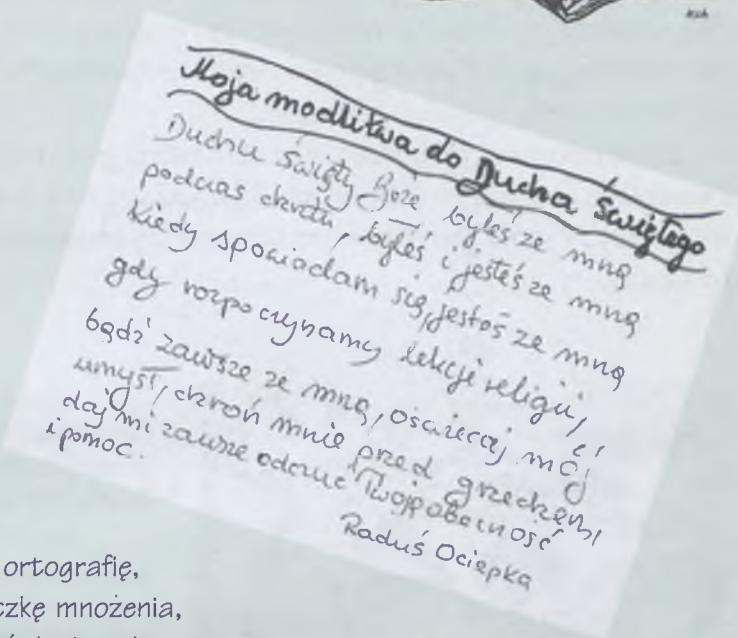 Moja modlitwa do Ducha Świętego
Duchu Święty Boże, byłeś ze mną
podczas chrztu, byłeś i jesteś ze mną
kiedy spowiadam się, jesteś ze mną
gdy rozpoczynamy lekcje religii,
bądź zawsze ze mną, oświecaj mój
umysł, chroń mnie przed grzechem,
daj mi zawsze odczuć Twoją obecność
i pomoc.
Raduś Ociepka
ortografię,
czkę mnożenia,